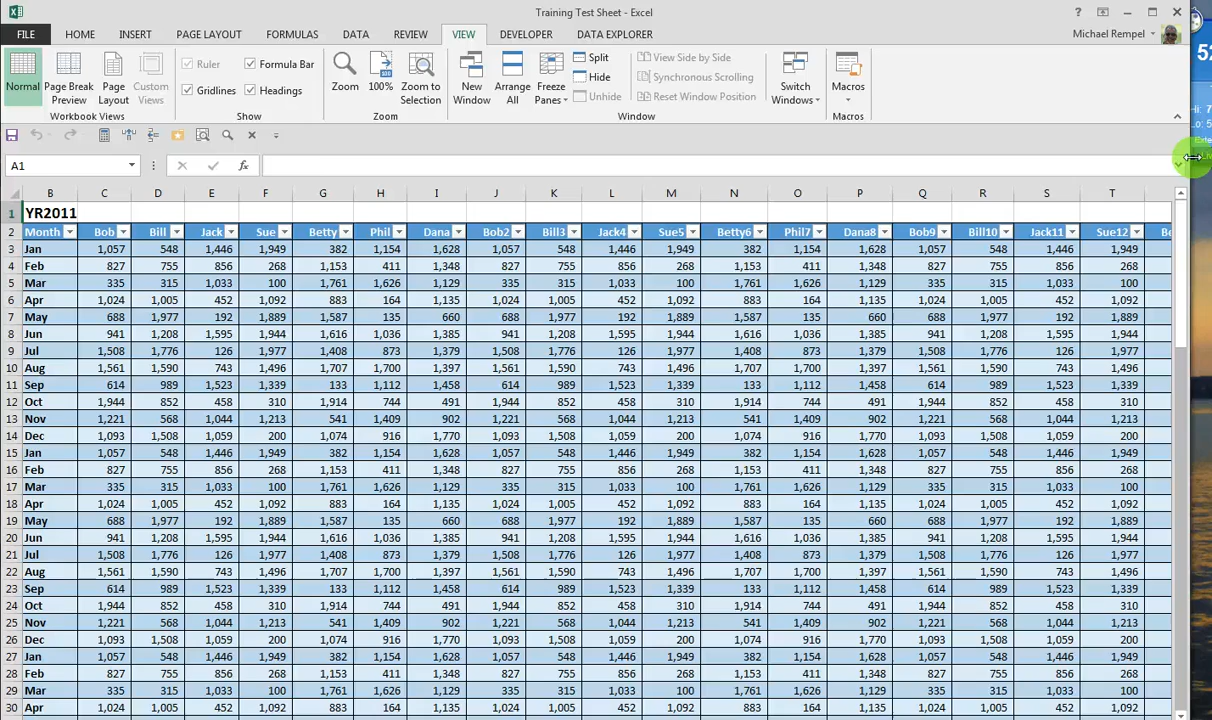 Training Test Sheet - Excel
?
FILE HOME INSERT PAGE LAYOUT FORMULAS DATA REVIEW VIEW DEVELOPER DATA EXPLORER Michael Rempel
Normal Page Break Preview Page Layout Custom Views
Ruler Formula Bar
Gridlines Headings
Zoom 100% Zoom to Selection
New Window Arrange All Freeze Panes
Split
Hide
Unhide
View Side by Side
Synchronous Scrolling
Reset Window Position
Switch Windows
Macros
Workbook Views Show Zoom Window Macros
A1 fx
B C D E F G H I J K L M N O P Q R S T
1 YR2011
2 Month Bob Bill Jack Sue Betty Phil Dana Bob2 Bill3 Jack4 Sue5 Betty6 Phil7 Dana8 Bob9 Bill10 Jack11 Sue12
3 Jan 1,057 548 1,446 1,949 382 1,154 1,628 1,057 548 1,446 1,949 382 1,154 1,628 1,057 548 1,446 1,949
4 Feb 827 755 856 268 1,153 411 1,348 827 755 856 268 1,153 411 1,348 827 755 856 268
5 Mar 335 315 1,033 100 1,761 1,626 1,129 335 315 1,033 100 1,761 1,626 1,129 335 315 1,033 100
6 Apr 1,024 1,005 452 1,092 883 164 1,135 1,024 1,005 452 1,092 883 164 1,135 1,024 1,005 452 1,092
7 May 688 1,977 192 1,889 1,587 135 660 688 1,977 192 1,889 1,587 135 660 688 1,977 192 1,889
8 Jun 941 1,208 1,595 1,944 1,616 1,036 1,385 941 1,208 1,595 1,944 1,616 1,036 1,385 941 1,208 1,595 1,944
9 Jul 1,508 1,776 126 1,977 1,408 873 1,379 1,508 1,776 126 1,977 1,408 873 1,379 1,508 1,776 126 1,977
10 Aug 1,561 1,590 743 1,496 1,707 1,700 1,397 1,561 1,590 743 1,496 1,707 1,700 1,397 1,561 1,590 743 1,496
11 Sep 614 989 1,523 1,339 133 1,112 1,458 614 989 1,523 1,339 133 1,112 1,458 614 989 1,523 1,339
12 Oct 1,944 852 458 310 1,914 744 491 1,944 852 458 310 1,914 744 491 1,944 852 458 310
13 Nov 1,221 568 1,044 1,213 541 1,409 902 1,221 568 1,044 1,213 541 1,409 902 1,221 568 1,044 1,213
14 Dec 1,093 1,508 1,059 200 1,074 916 1,770 1,093 1,508 1,059 200 1,074 916 1,770 1,093 1,508 1,059 200
15 Jan 1,057 548 1,446 1,949 382 1,154 1,628 1,057 548 1,446 1,949 382 1,154 1,628 1,057 548 1,446 1,949
16 Feb 827 755 856 268 1,153 411 1,348 827 755 856 268 1,153 411 1,348 827 755 856 268
17 Mar 335 315 1,033 100 1,761 1,626 1,129 335 315 1,033 100 1,761 1,626 1,129 335 315 1,033 100
18 Apr 1,024 1,005 452 1,092 883 164 1,135 1,024 1,005 452 1,092 883 164 1,135 1,024 1,005 452 1,092
19 May 688 1,977 192 1,889 1,587 135 660 688 1,977 192 1,889 1,587 135 660 688 1,977 192 1,889
20 Jun 941 1,208 1,595 1,944 1,616 1,036 1,385 941 1,208 1,595 1,944 1,616 1,036 1,385 941 1,208 1,595 1,944
21 Jul 1,508 1,776 126 1,977 1,408 873 1,379 1,508 1,776 126 1,977 1,408 873 1,379 1,508 1,776 126 1,977
22 Aug 1,561 1,590 743 1,496 1,707 1,700 1,397 1,561 1,590 743 1,496 1,707 1,700 1,397 1,561 1,590 743 1,496
23 Sep 614 989 1,523 1,339 133 1,112 1,458 614 989 1,523 1,339 133 1,112 1,458 614 989 1,523 1,339
24 Oct 1,944 852 458 310 1,914 744 491 1,944 852 458 310 1,914 744 491 1,944 852 458 310
25 Nov 1,221 568 1,044 1,213 541 1,409 902 1,221 568 1,044 1,213 541 1,409 902 1,221 568 1,044 1,213
26 Dec 1,093 1,508 1,059 200 1,074 916 1,770 1,093 1,508 1,059 200 1,074 916 1,770 1,093 1,508 1,059 200
27 Jan 1,057 548 1,446 1,949 382 1,154 1,628 1,057 548 1,446 1,949 382 1,154 1,628 1,057 548 1,446 1,949
28 Feb 827 755 856 268 1,153 411 1,348 827 755 856 268 1,153 411 1,348 827 755 856 268
29 Mar 335 315 1,033 100 1,761 1,626 1,129 335 315 1,033 100 1,761 1,626 1,129 335 315 1,033 100
30 Apr 1,024 1,005 452 1,092 883 164 1,135 1,024 1,005 452 1,092 883 164 1,135 1,024 1,005 452 1,092